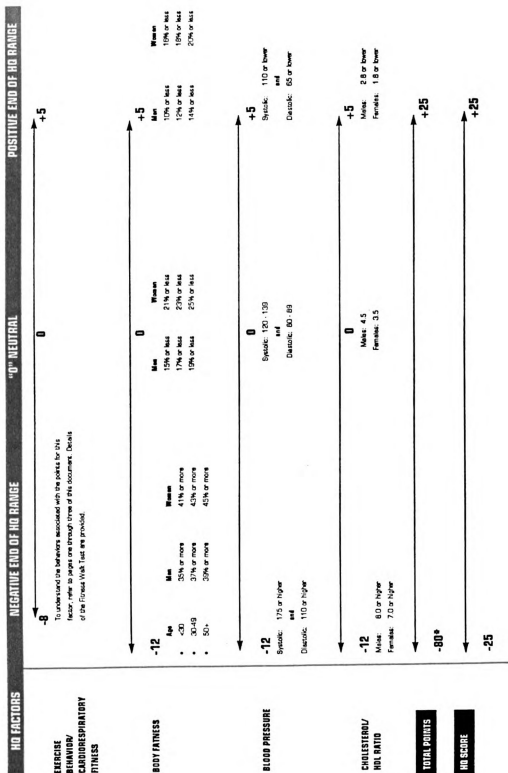 HQ FACTORS NEGATIVE END OF HQ RANGE "0" NEUTRAL POSITIVE END OF HQ RANGE
EXERCISE
BEHAVIOR/
CARDIORESPIRATORY
FITNESS
-8 0 +5
To understand the behaviors associated with the points for this
factor, refer to pages one through three of this document. Details
of the Fitness Walk Test are provided.
BODY FATNESS
-12 0 +5
Age Men Women Men Women Men Women
• <30 35% or more 41% or more 15% or less 21% or less 10% or less 16% or less
• 30-49 37% or more 43% or more 17% or less 23% or less 12% or less 18% or less
• 50+ 39% or more 45% or more 19% or less 25% or less 14% or less 20% or less
BLOOD PRESSURE
-12 0 +5
Systolic: 175 or higher Systolic: 120 - 139 Systolic: 110 or lower
and and and
Diastolic: 110 or higher Diastolic: 80 - 89 Diastolic: 65 or lower
CHOLESTEROL/
HDL RATIO
-12 0 +5
Males: 6.0 or higher Males: 4.5 Males: 2.8 or lower
Females: 7.0 or higher Females: 3.5 Females: 1.8 or lower
TOTAL POINTS -80* +25
HQ SCORE -25 +25